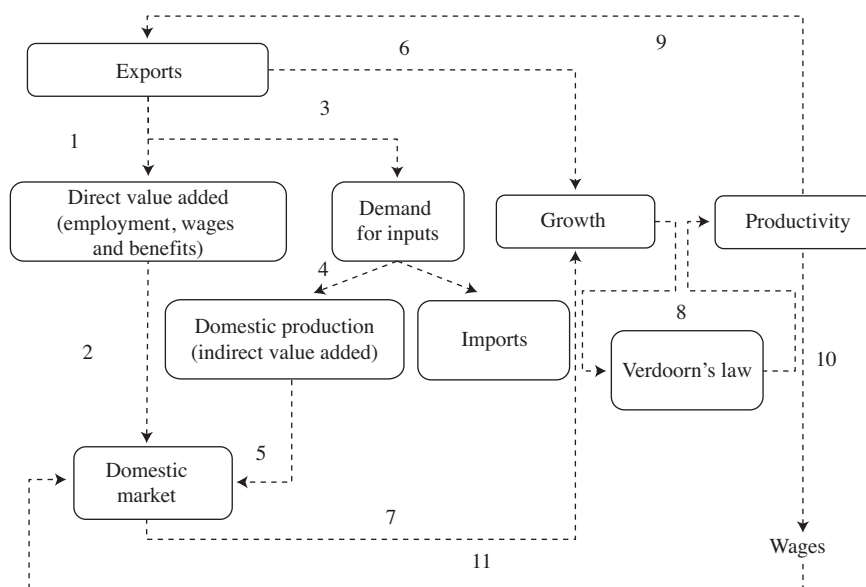 9
6
Exports
3
1
Direct value added
(employment, wages
and benefits)
Demand
for inputs
Growth
Productivity
4
8
Domestic production
(indirect value added)
Imports
2
Verdoorn's law
10
5
Domestic
market
7
Wages
11